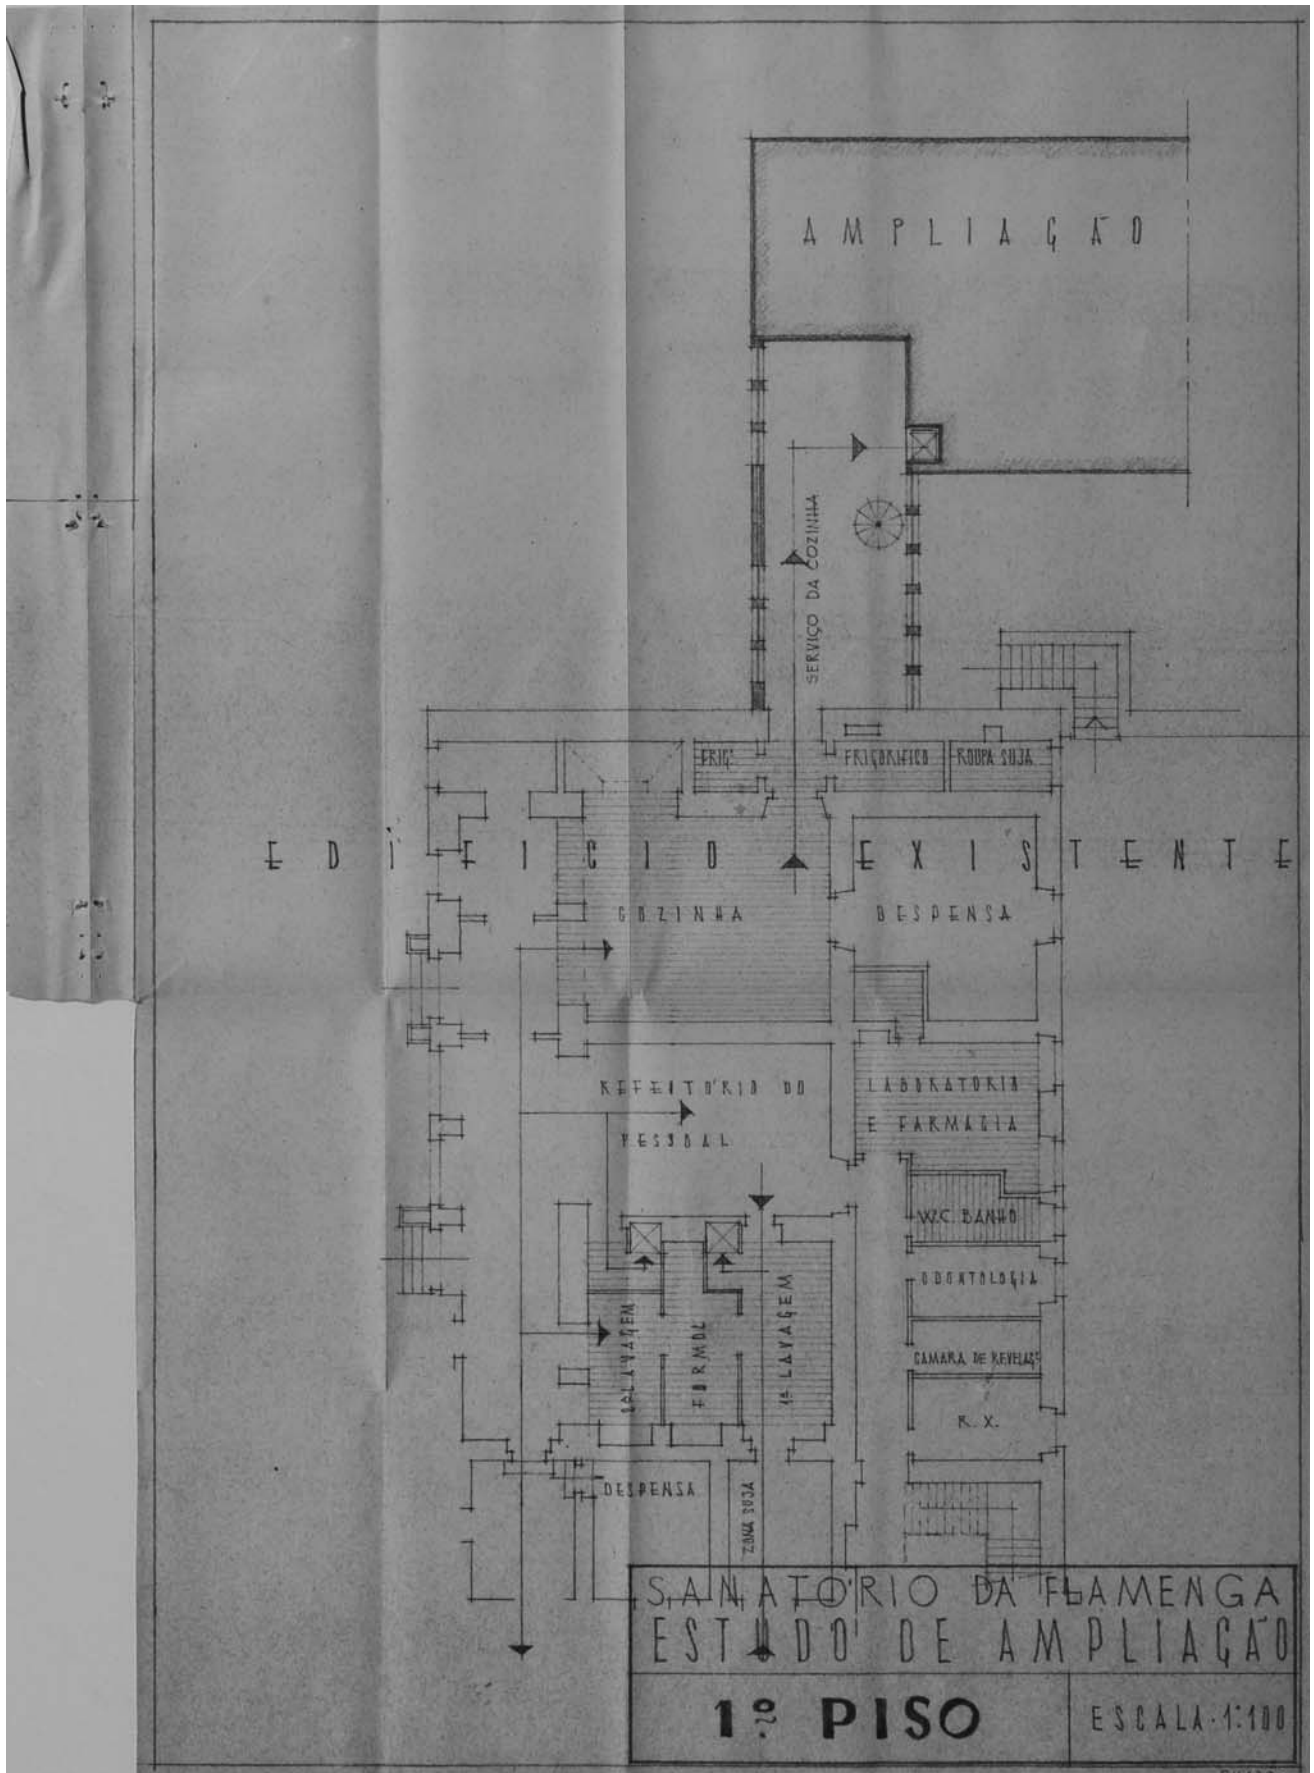 AMPLIAÇÃO
SERVIÇO DA COZINHA
FRIGº
FRIGORIFICO
ROUPA SUJA
EDIFICIO EXISTENTE
COZINHA
DESPENSA
REFEITÓRIO DO
PESSOAL
LABORATORIO
E FARMACIA
W.C. BANHO
ODONTOLOGIA
CAMARA DE REVELAÇº
R. X.
2ª LAVAGEM
FORMOL
1ª LAVAGEM
DESPENSA
ZONA SUJA
SANATÓRIO DA FLAMENGA
ESTUDO DE AMPLIAÇÃO
1º PISO
ESCALA·1:100